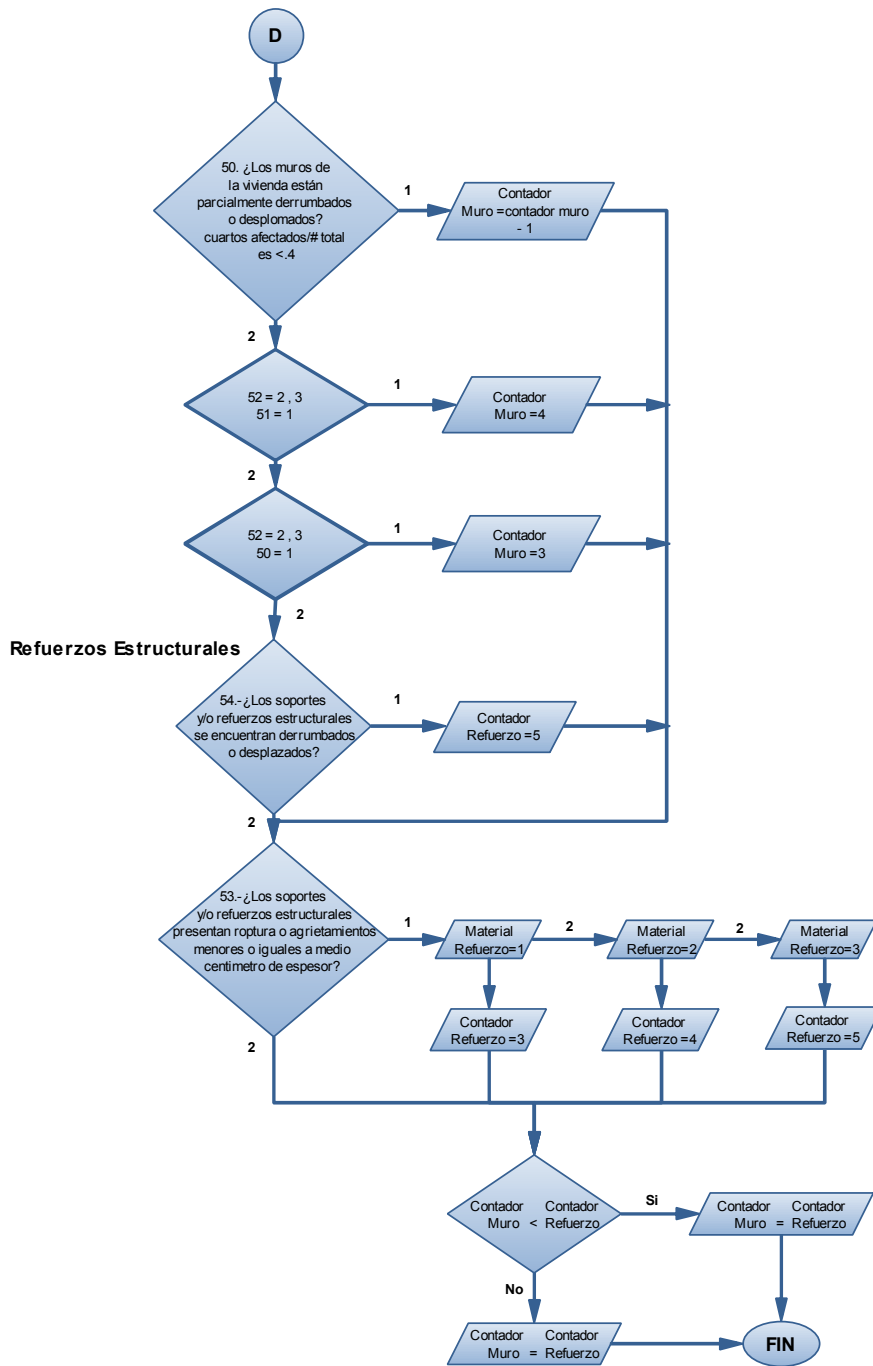 D
50. ¿Los muros de
la vivienda están
parcialmente derrumbados
o desplomados?
cuartos afectados/# total
es <.4
1
Contador
Muro =contador muro
- 1
2
52 = 2 , 3
51 = 1
1
Contador
Muro =4
2
52 = 2 , 3
50 = 1
1
Contador
Muro =3
2
Refuerzos Estructurales
54.-¿Los soportes
y/o refuerzos estructurales
se encuentran derrumbados
o desplazados?
1
Contador
Refuerzo =5
2
53.-¿Los soportes
y/o refuerzos estructurales
presentan roptura o agrietamientos
menores o iguales a medio
centimetro de espesor?
1
Material
Refuerzo=1
2
Material
Refuerzo=2
2
Material
Refuerzo=3
Contador
Refuerzo =3
Contador
Refuerzo =4
Contador
Refuerzo =5
2
Contador Contador
Muro < Refuerzo
Si
Contador Contador
Muro = Refuerzo
No
Contador Contador
Muro = Refuerzo
FIN